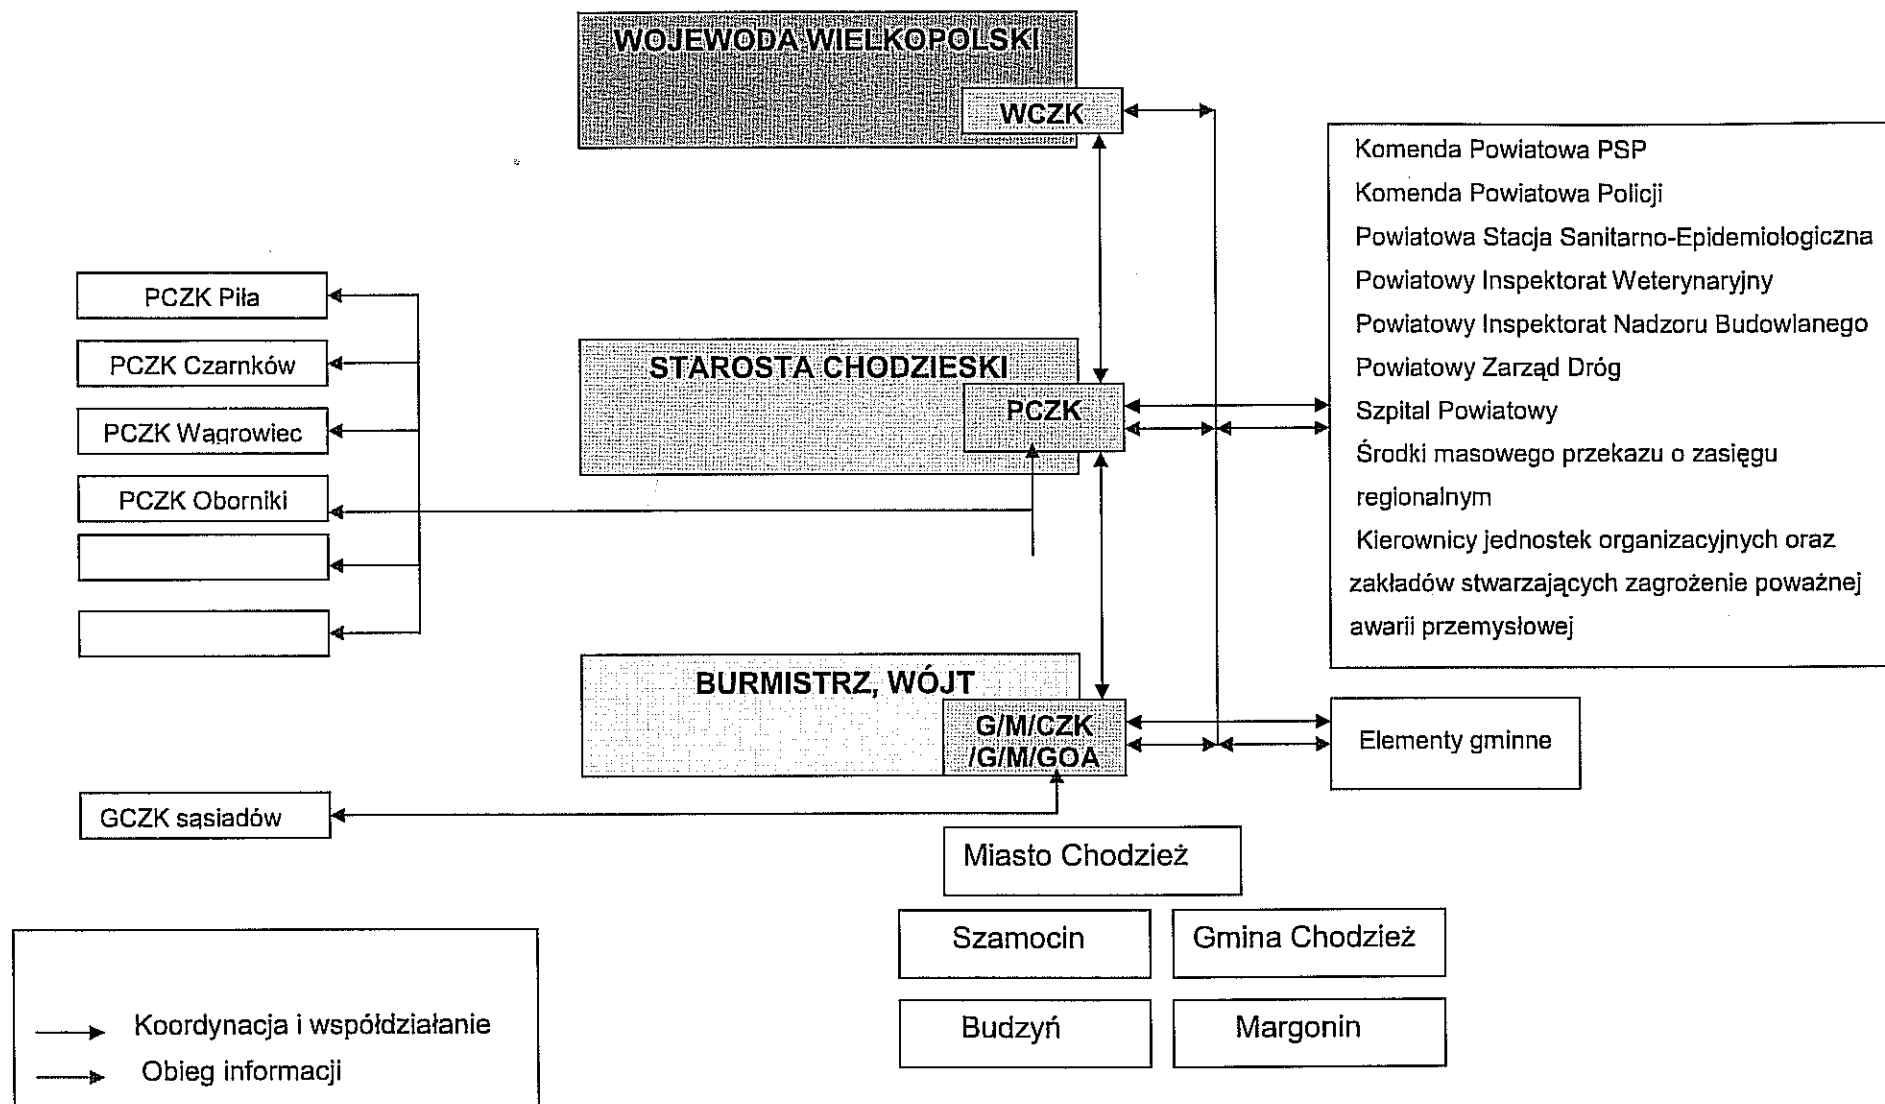 WOJEWODA WIELKOPOLSKI
WCZK
Komenda Powiatowa PSP
Komenda Powiatowa Policji
Powiatowa Stacja Sanitarno-Epidemiologiczna
Powiatowy Inspektorat Weterynaryjny
Powiatowy Inspektorat Nadzoru Budowlanego
Powiatowy Zarząd Dróg
Szpital Powiatowy
Środki masowego przekazu o zasięgu
regionalnym
Kierownicy jednostek organizacyjnych oraz
zakładów stwarzających zagrożenie poważnej
awarii przemysłowej
PCZK Piła
PCZK Czarnków
PCZK Wągrowiec
PCZK Oborniki
STAROSTA CHODZIESKI
PCZK
BURMISTRZ, WÓJT
G/M/CZK
/G/M/GOA
Elementy gminne
GCZK sąsiadów
Miasto Chodzież
Szamocin
Gmina Chodzież
Budzyń
Margonin
Koordynacja i współdziałanie
Obieg informacji